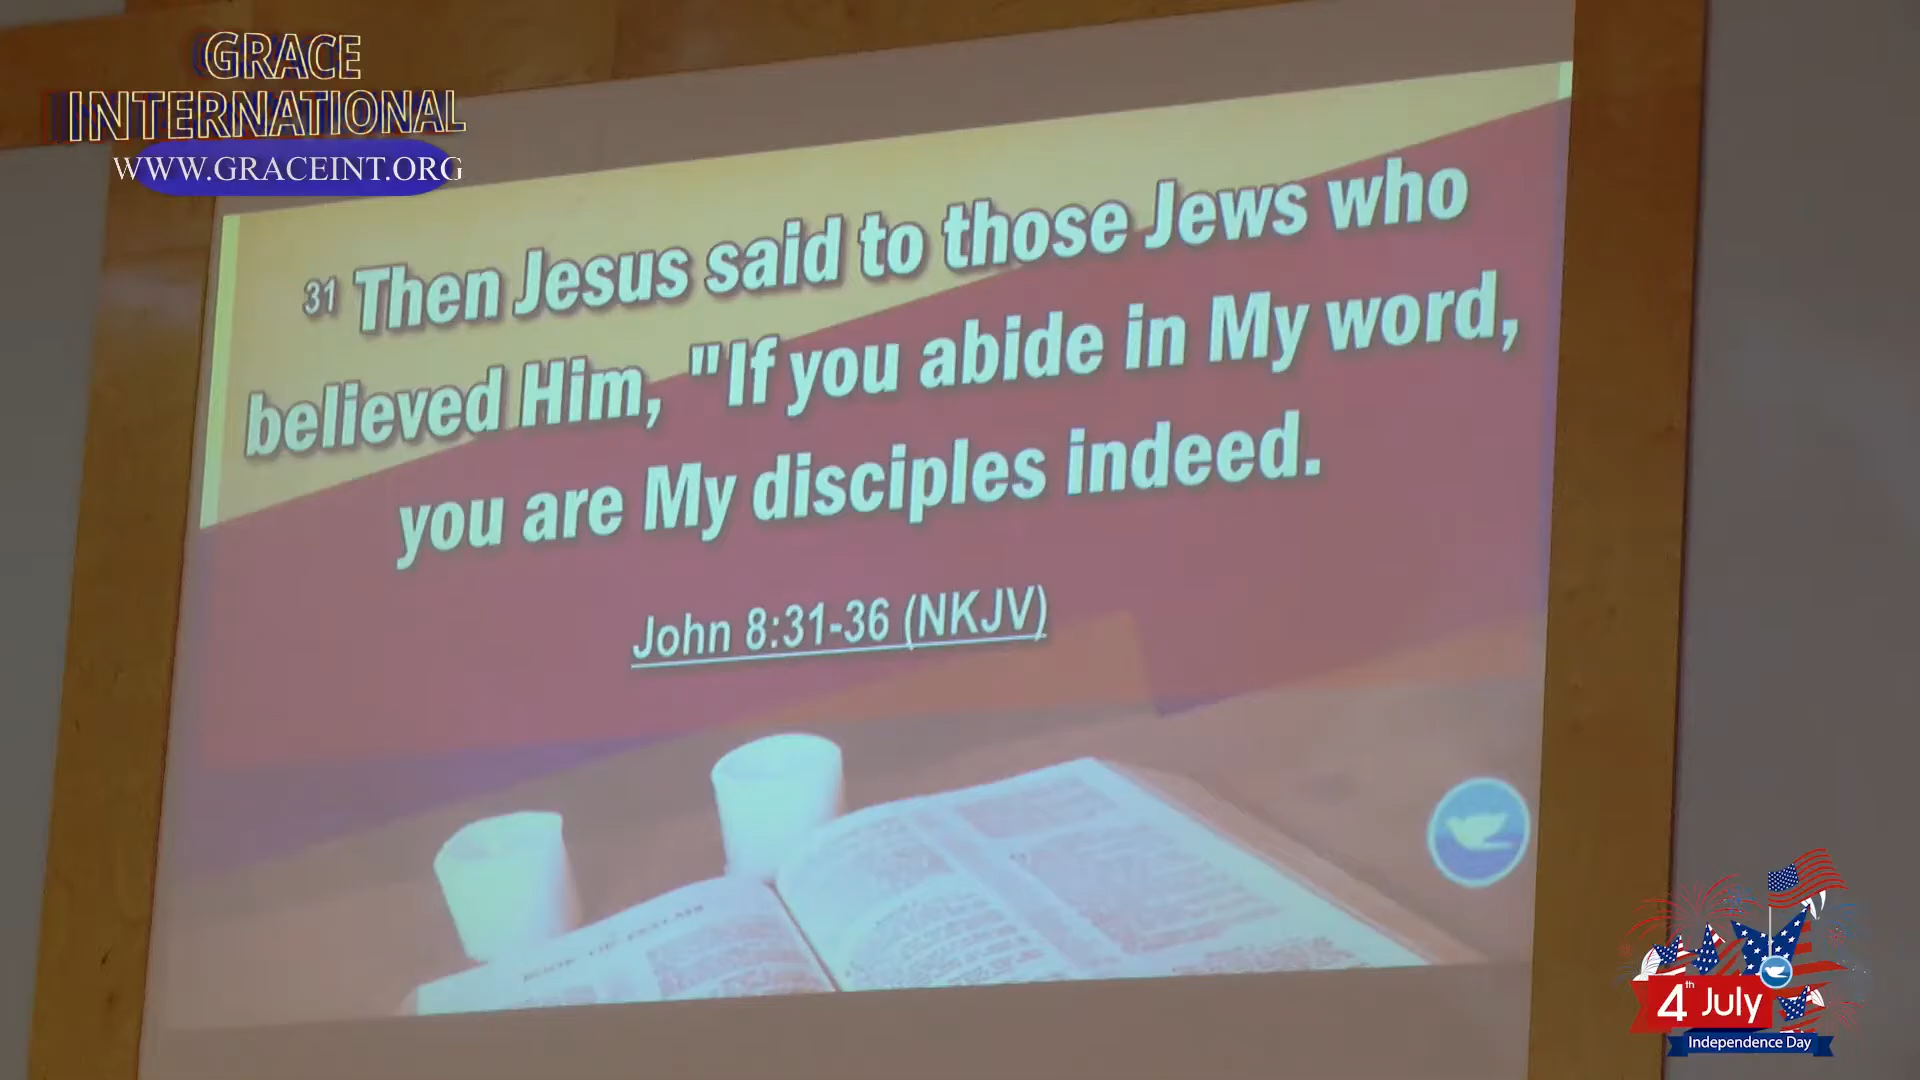 GRACE
INTERNATIONAL
WWW.GRACEINT.ORG
31 Then Jesus said to those Jews who
believed Him, "If you abide in My word,
you are My disciples indeed.
John 8:31-36 (NKJV)
4th July
Independence Day